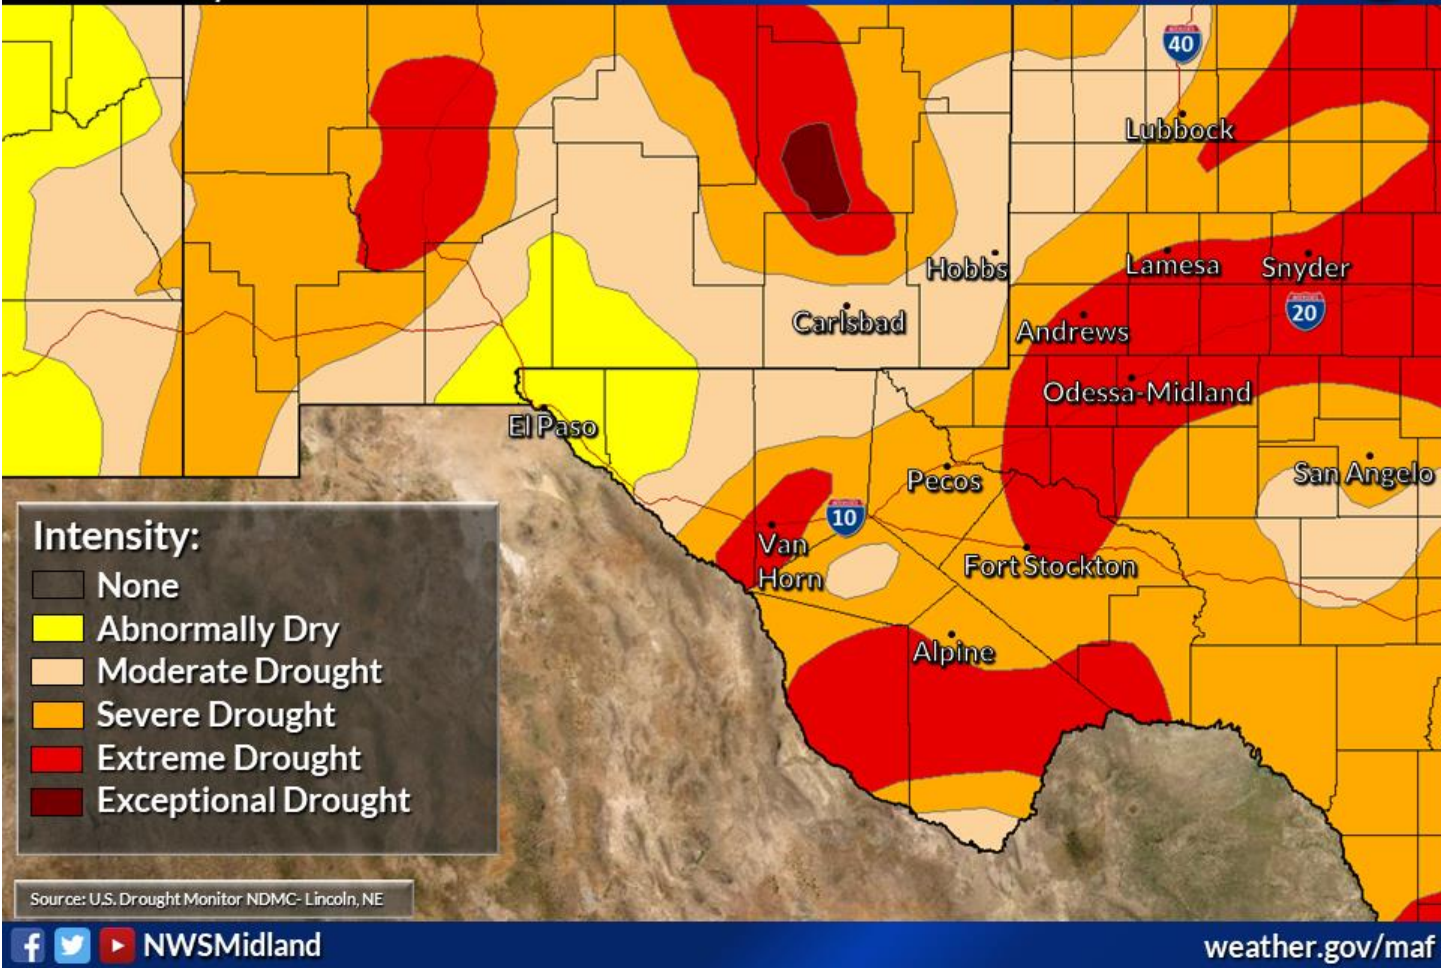 40
Lubbock
Hobbs
Lamesa
Snyder
Carlsbad
Andrews
20
Odessa-Midland
El Paso
Pecos
San Angelo
10
Van
Horn
Fort Stockton
Alpine
Intensity:
None
Abnormally Dry
Moderate Drought
Severe Drought
Extreme Drought
Exceptional Drought
Source: U.S. Drought Monitor NDMC- Lincoln, NE
NWSMidland
weather.gov/maf